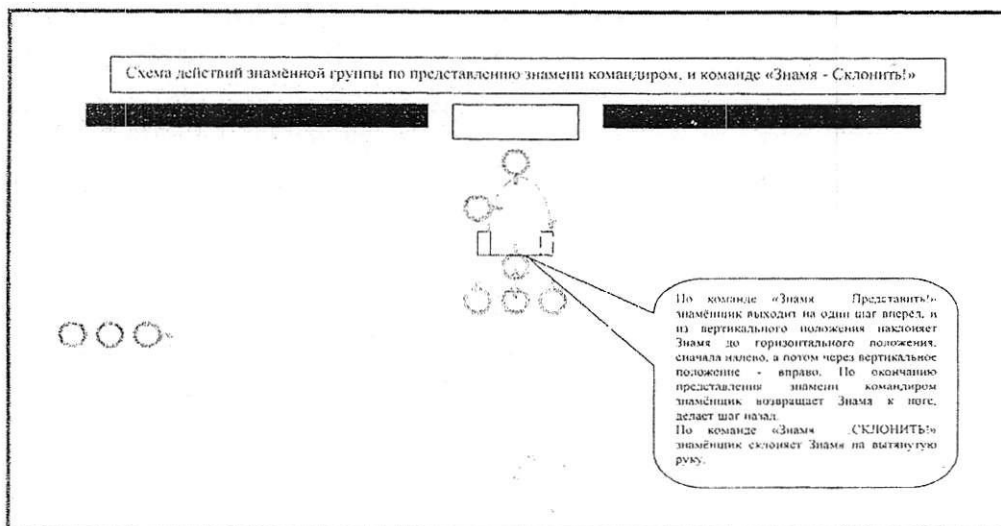 Схема действий знамённой группы по представлению знамени командиром, и команде «Знамя - Склонить!»
По команде «Знамя Представить!»
знамёнщик выходит на один шаг вперед, и
из вертикального положения наклоняет
Знамя до горизонтального положения,
сначала налево, а потом через вертикальное
положение - вправо. По окончанию
представления знамени командиром
знамёнщик возвращает Знамя к ноге,
делает шаг назад.
По команде «Знамя СКЛОНИТЬ!»
знамёнщик склоняет Знамя на вытянутую
руку.